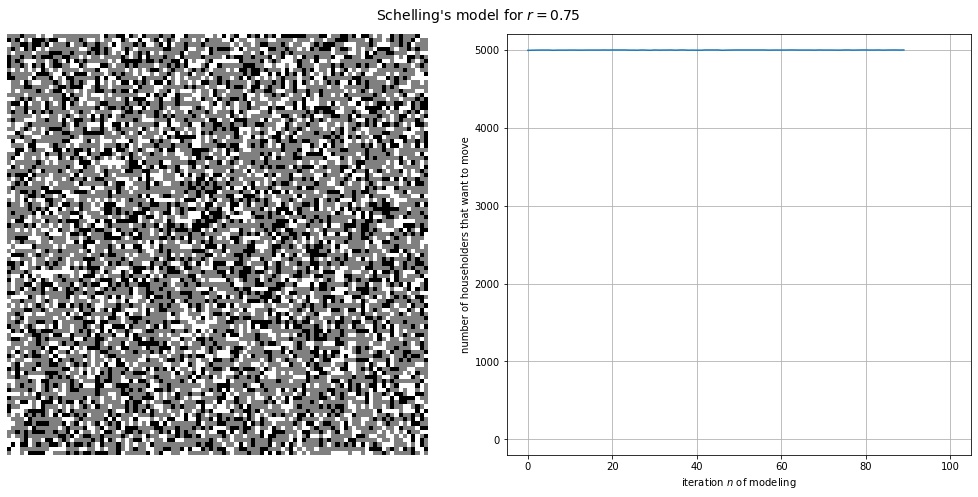 Schelling's model for r = 0.75
number of householders that want to move
5000
4000
3000
2000
1000
0
0 20 40 60 80 100
iteration n of modeling